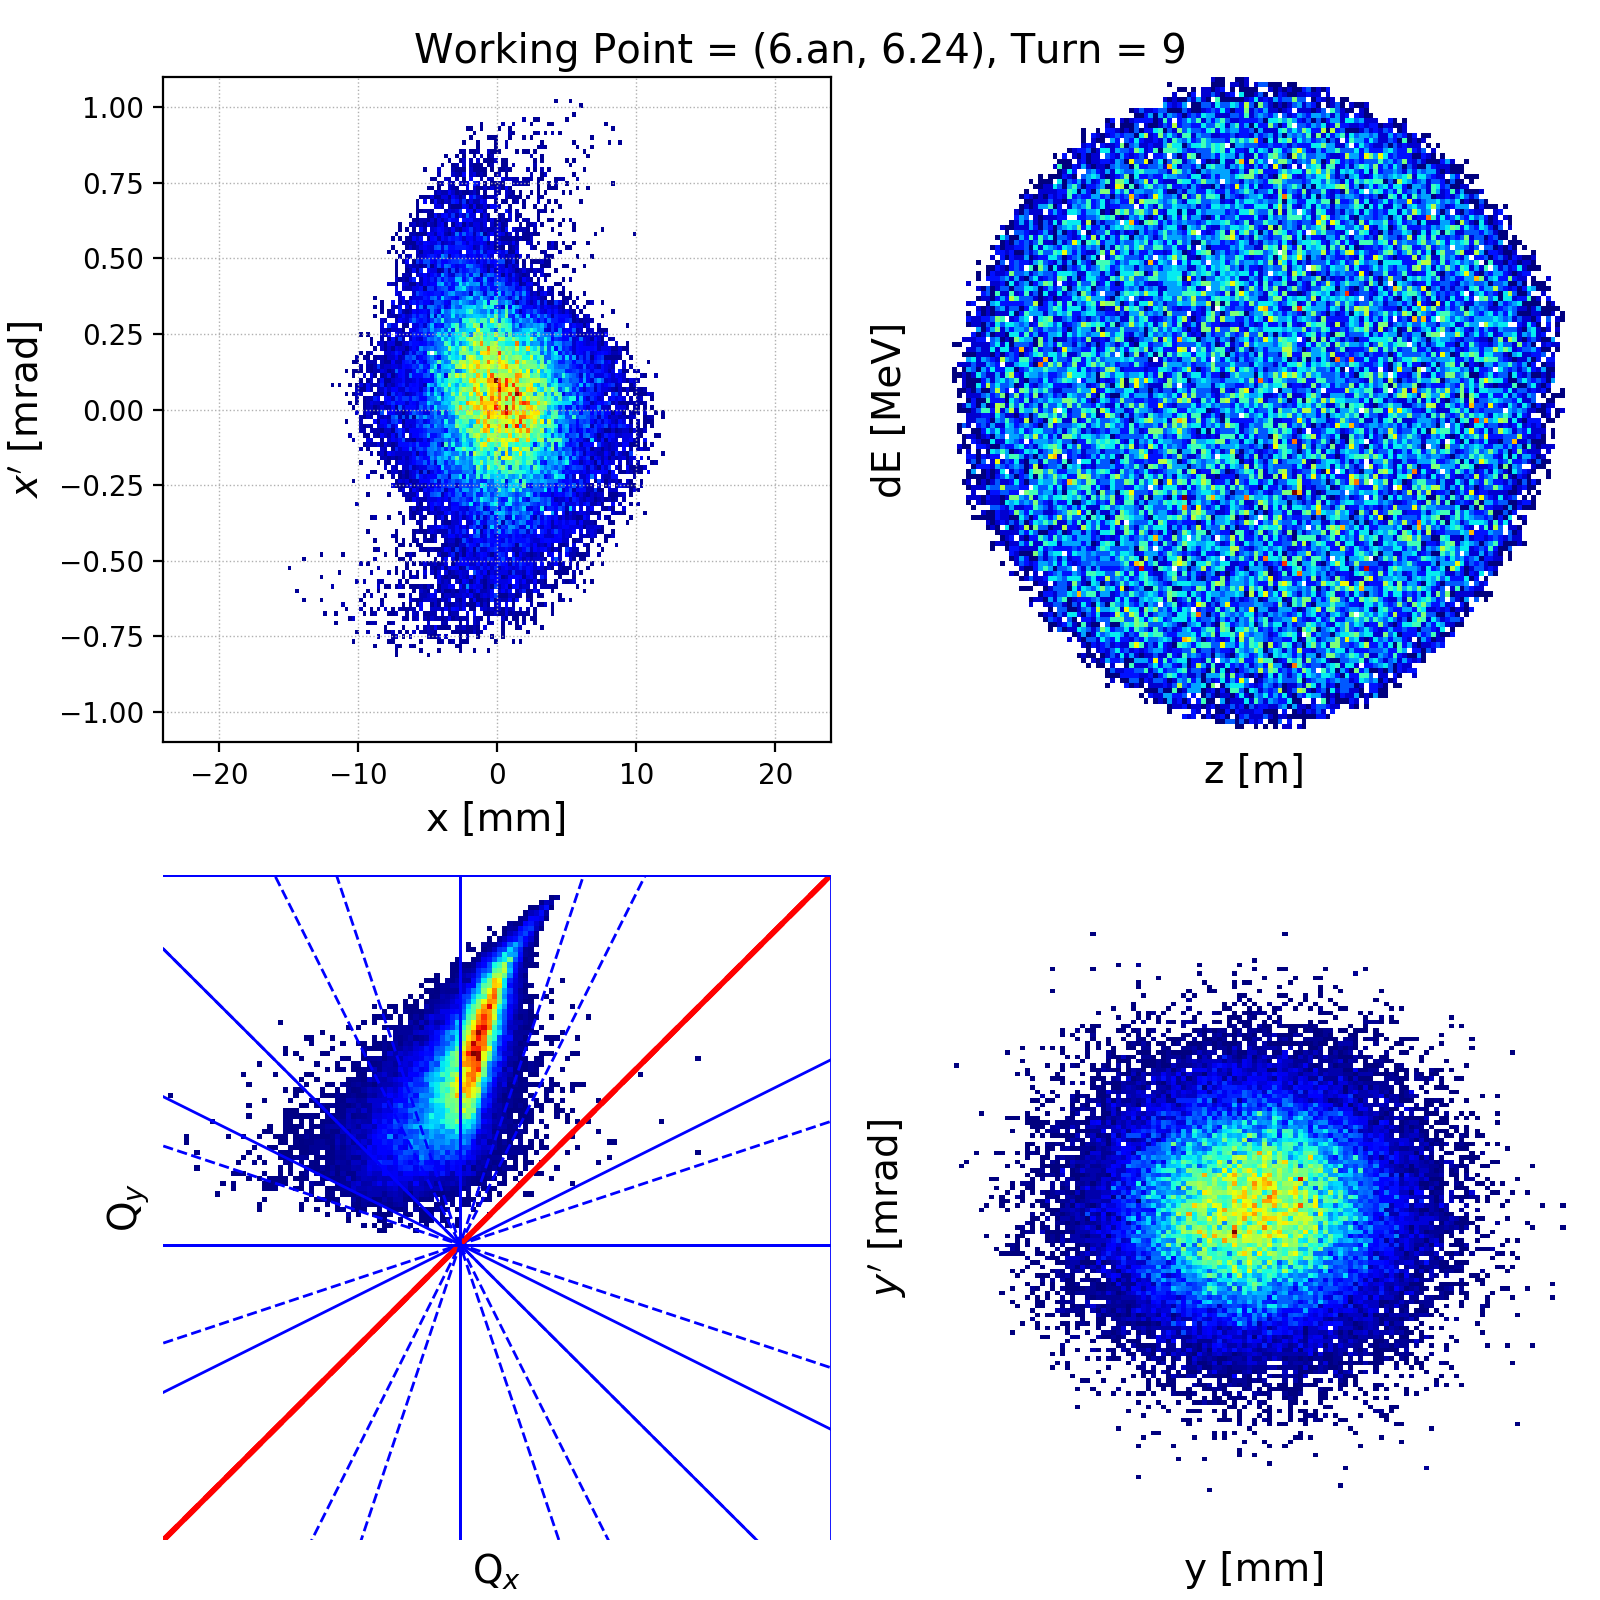 Working Point = (6.an, 6.24), Turn = 9
1.00
0.75
0.50
0.25
0.00
−0.25
−0.50
−0.75
−1.00
x′ [mrad]
−20 −10 0 10 20
x [mm]
dE [MeV]
z [m]
Qy
Qx
y′ [mrad]
y [mm]